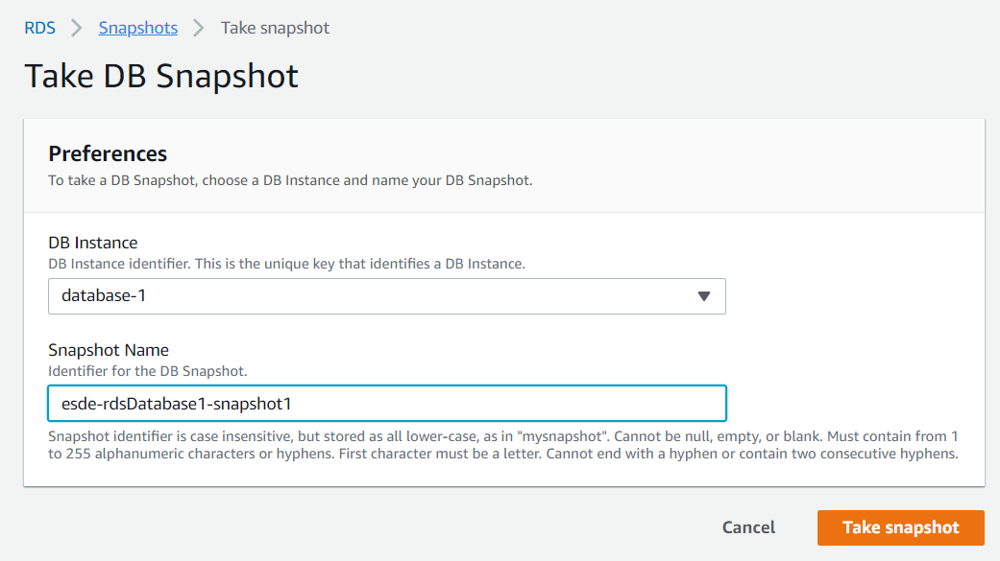 RDS > Snapshots > Take snapshot
Take DB Snapshot
Preferences
To take a DB Snapshot, choose a DB Instance and name your DB Snapshot.
DB Instance
DB Instance identifier. This is the unique key that identifies a DB Instance.
database-1
Snapshot Name
Identifier for the DB Snapshot.
esde-rdsDatabase1-snapshot1
Snapshot identifier is case insensitive, but stored as all lower-case, as in "mysnapshot". Cannot be null, empty, or blank. Must contain from 1
to 255 alphanumeric characters or hyphens. First character must be a letter. Cannot end with a hyphen or contain two consecutive hyphens.
Cancel Take snapshot